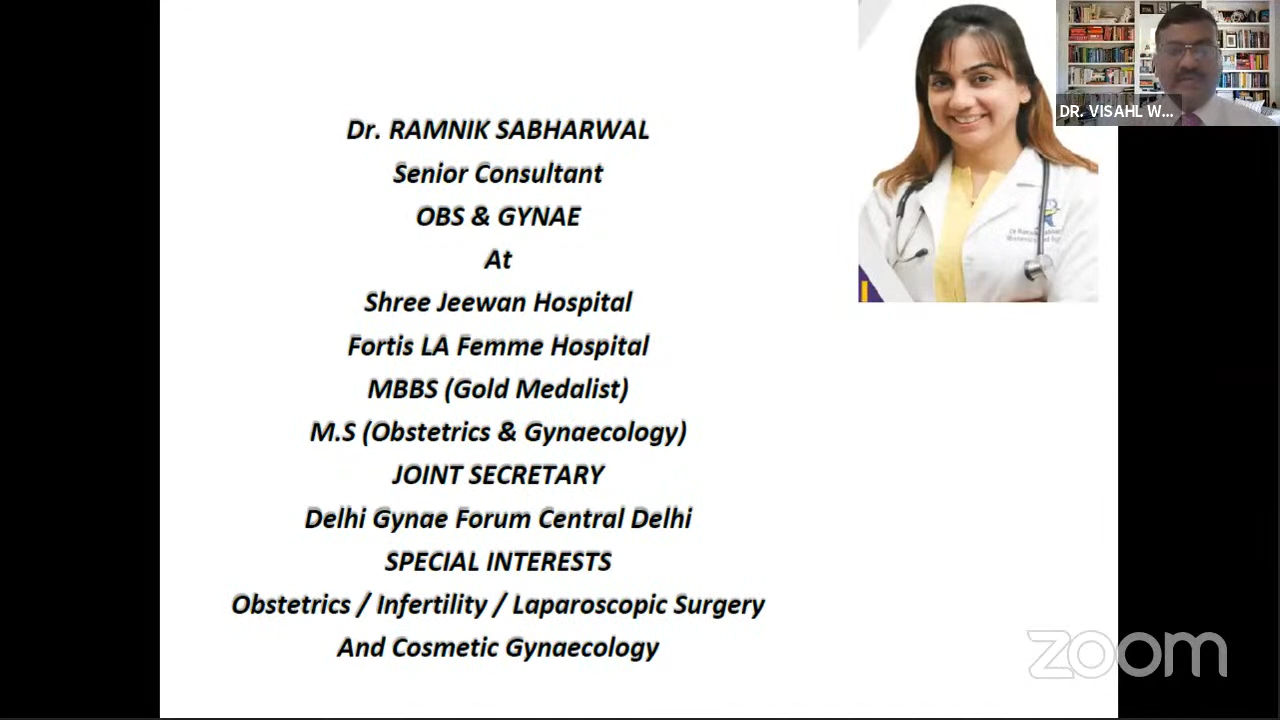 Dr. RAMNIK SABHARWAL
Senior Consultant
OBS & GYNAE
At
Shree Jeewan Hospital
Fortis LA Femme Hospital
MBBS (Gold Medalist)
M.S (Obstetrics & Gynaecology)
JOINT SECRETARY
Delhi Gynae Forum Central Delhi
SPECIAL INTERESTS
Obstetrics / Infertility / Laparoscopic Surgery
And Cosmetic Gynaecology
DR. VISAHL W...
zoom